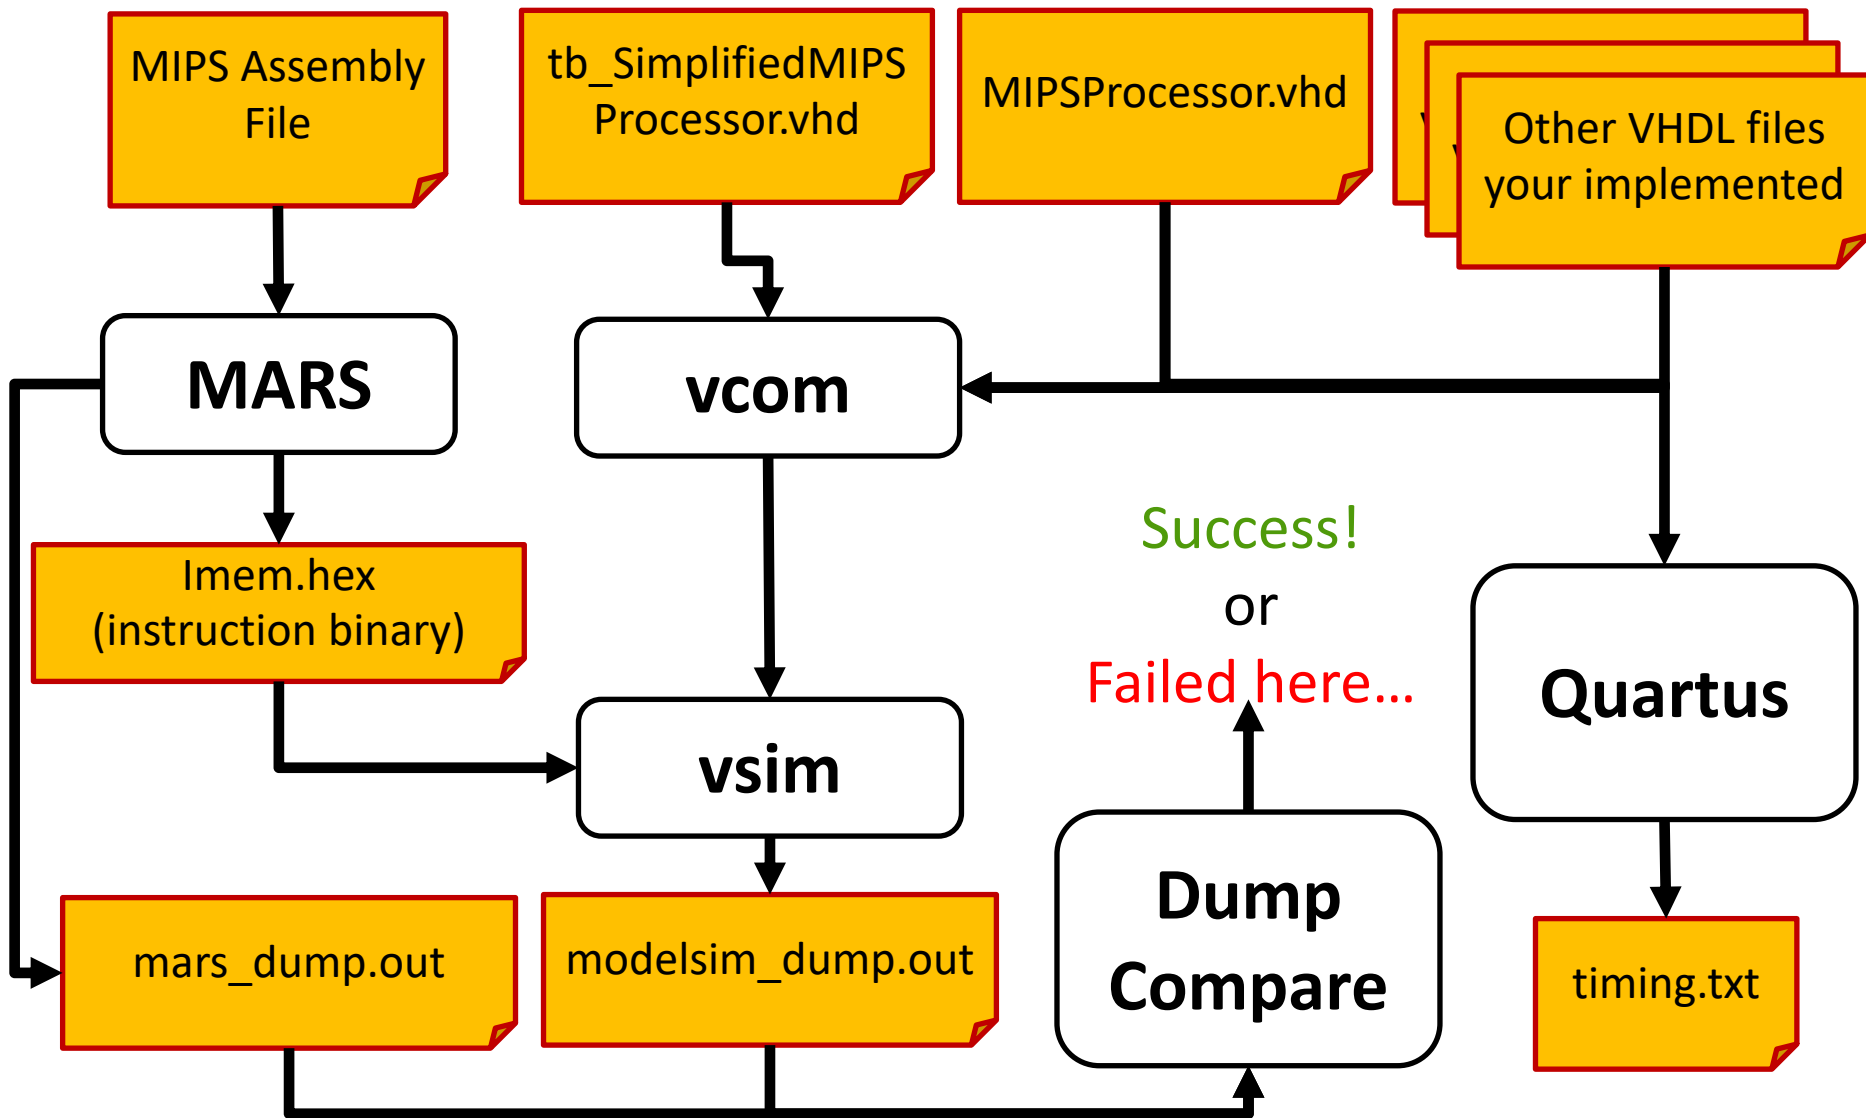 MIPS Assembly
File
tb_SimplifiedMIPS
Processor.vhd
MIPSProcessor.vhd
Other VHDL files
your implemented
MARS
vcom
Imem.hex
(instruction binary)
Success!
or
Failed here...
Quartus
vsim
Dump
Compare
mars_dump.out
modelsim_dump.out
timing.txt